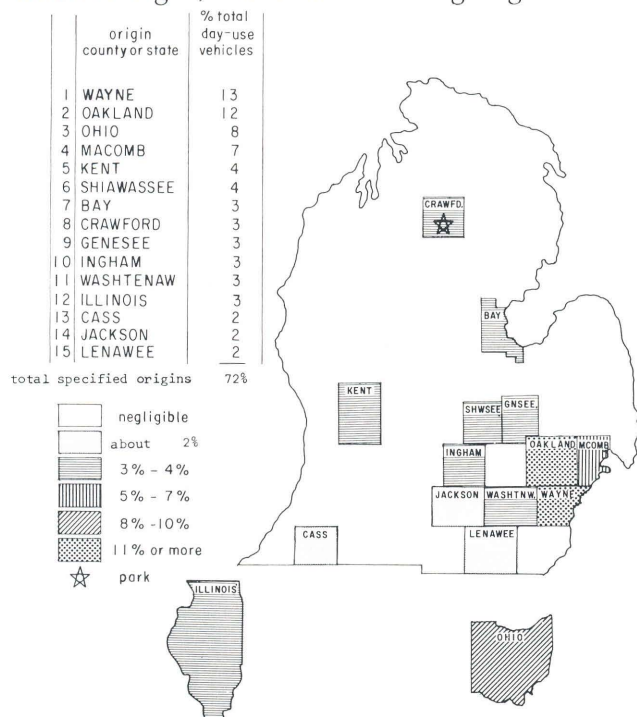 % total
origin day-use
county or state vehicles
1 WAYNE 13
2 OAKLAND 12
3 OHIO 8
4 MACOMB 7
5 KENT 4
6 SHIAWASSEE 4
7 BAY 3
8 CRAWFORD 3
9 GENESEE 3
10 INGHAM 3
11 WASHTENAW 3
12 ILLINOIS 3
13 CASS 2
14 JACKSON 2
15 LENAWEE 2
total specified origins 72%
negligible
about 2%
3% - 4%
5% - 7%
8% - 10%
11% or more
park
CRAWFD.
BAY
KENT
SHWSEE
GNSEE.
INGHAM
OAKLAND
MCOMB
JACKSON
WASHTNW.
WAYNE
CASS
LENAWEE
ILLINOIS
OHIO